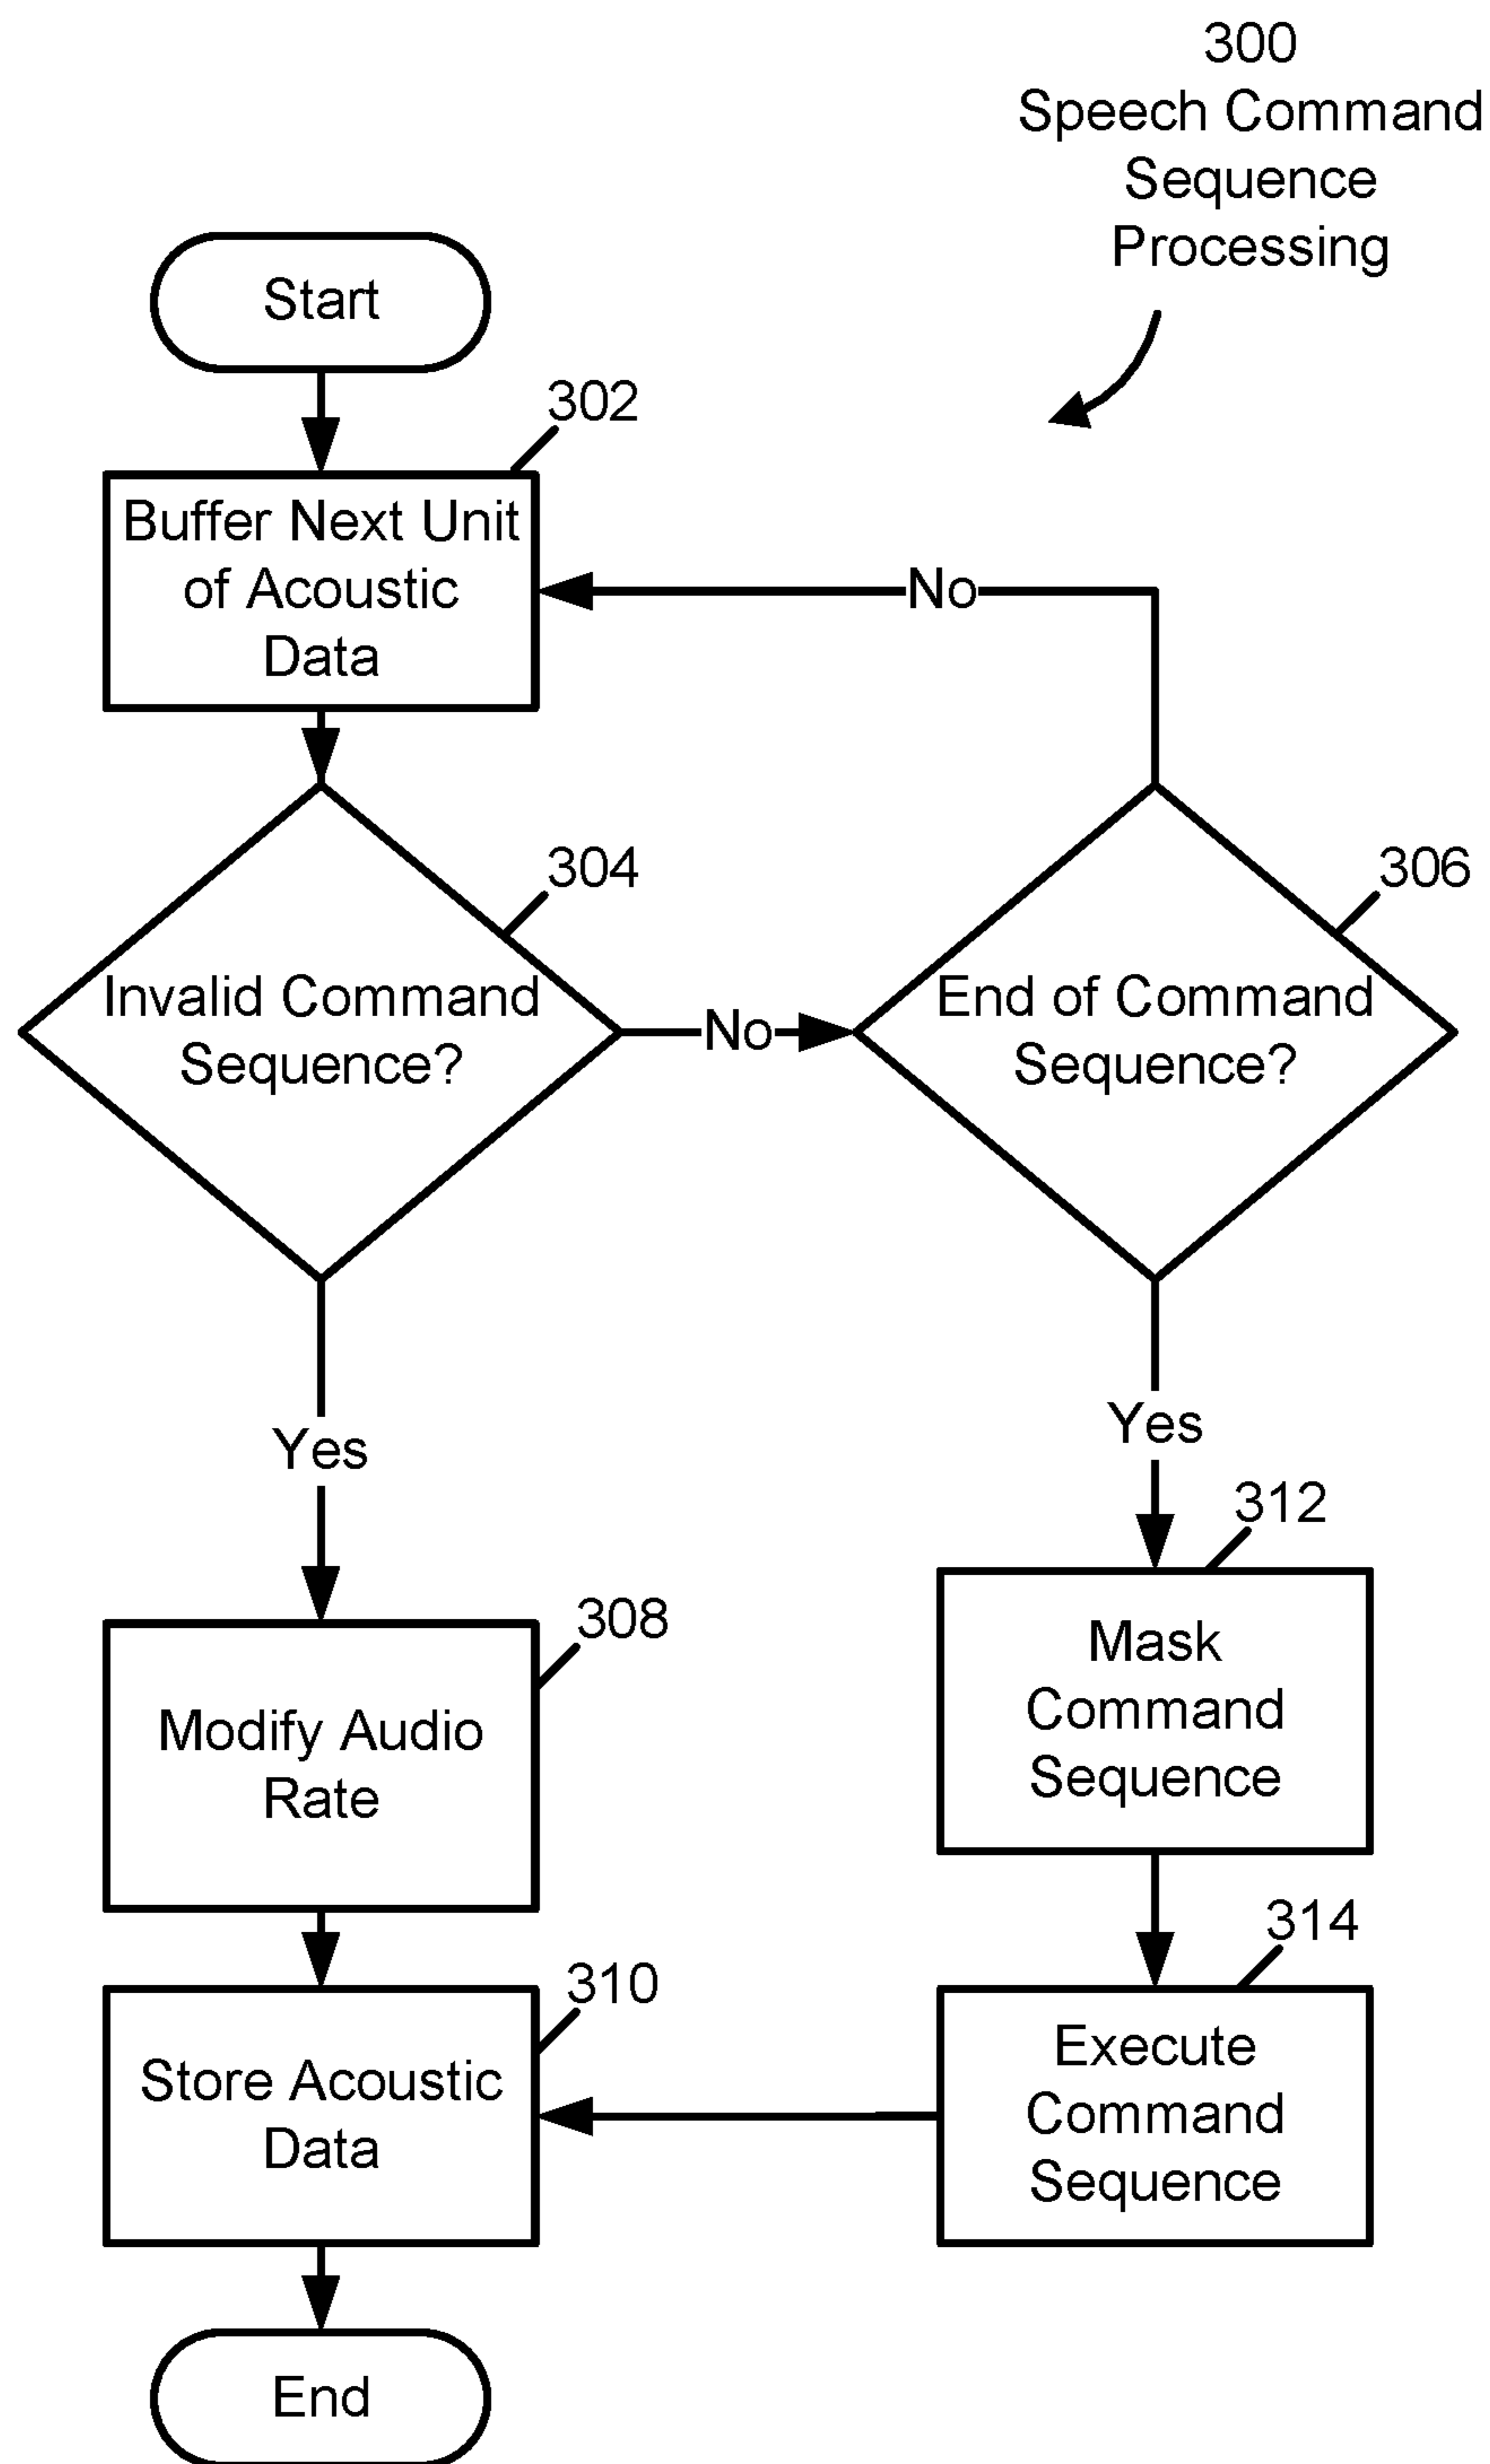 300
Speech Command
Sequence
Processing
Start
302
Buffer Next Unit
of Acoustic
Data
No
304
Invalid Command
Sequence?
No
306
End of Command
Sequence?
Yes
Yes
308
Modify Audio
Rate
312
Mask
Command
Sequence
310
Store Acoustic
Data
314
Execute
Command
Sequence
End